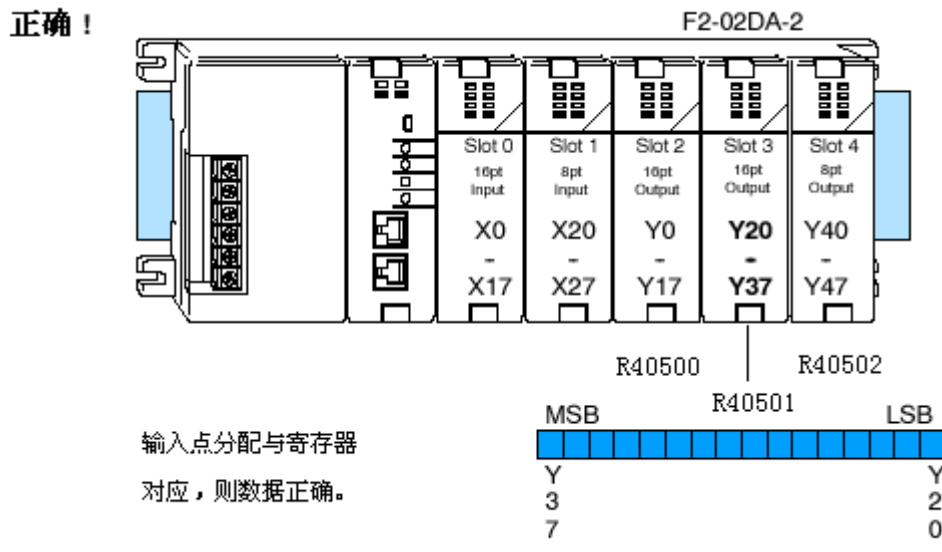 正确！
F2-02DA-2
Slot 0 Slot 1 Slot 2 Slot 3 Slot 4
16pt 8pt 16pt 16pt 8pt
Input Input Output Output Output
X0 X20 Y0 Y20 Y40
- - - - -
X17 X27 Y17 Y37 Y47
R40500 R40502
R40501
MSB LSB
输入点分配与寄存器
对应，则数据正确。
Y Y
3 2
7 0